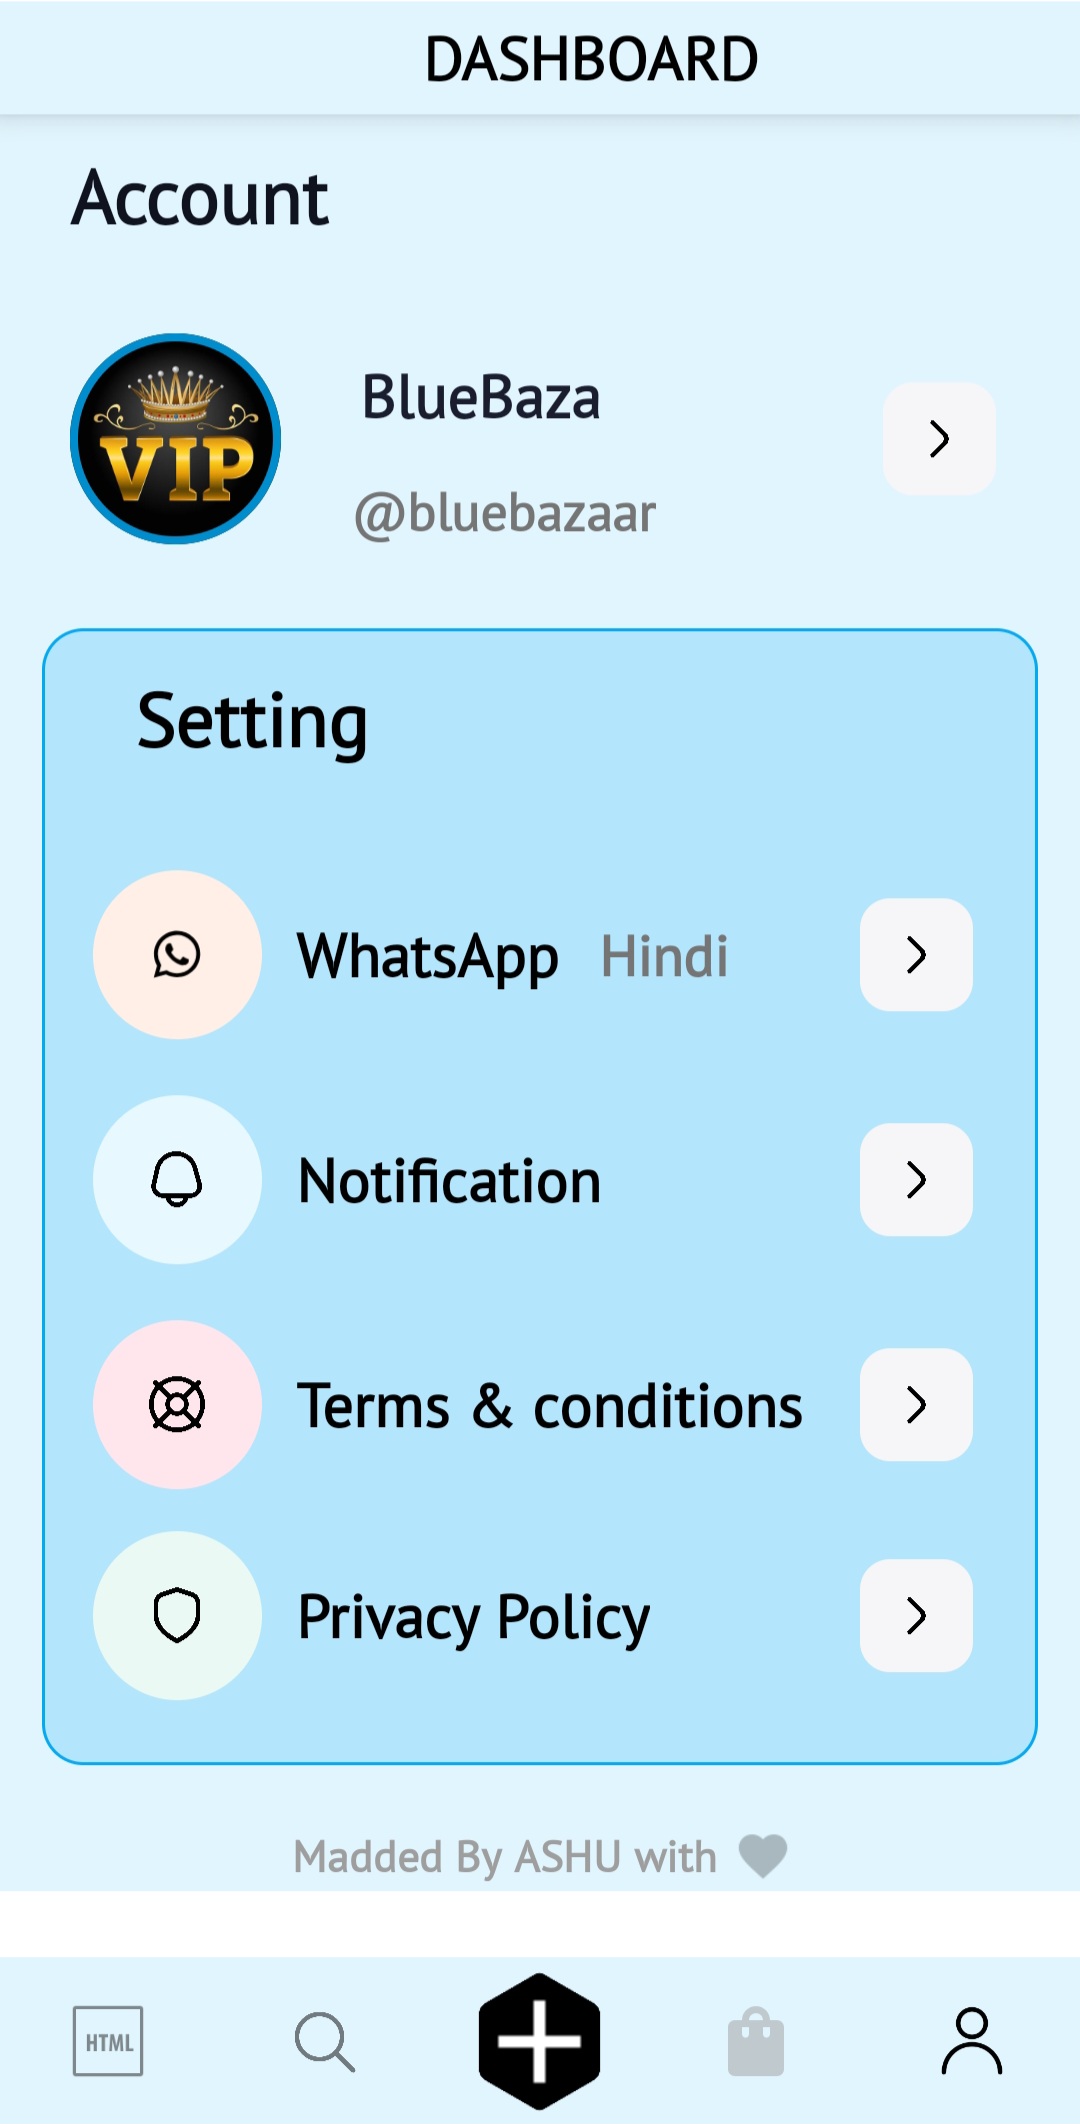 DASHBOARD
Account
VIP
BlueBaza
@bluebazaar
Setting
WhatsApp Hindi
Notification
Terms & conditions
Privacy Policy
Madded By ASHU with
HTML